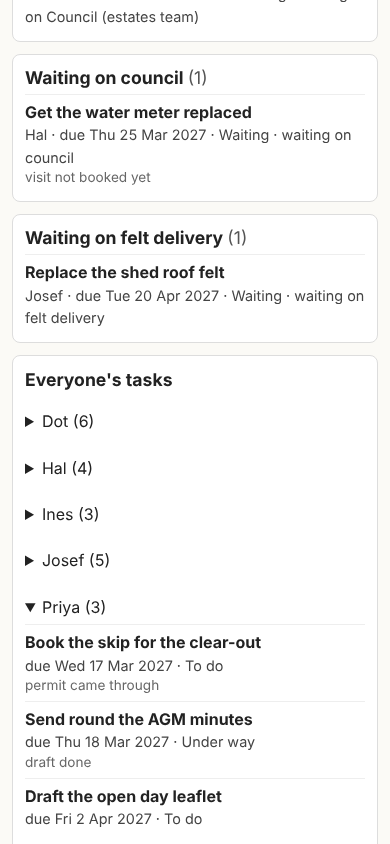 on Council (estates team)
Waiting on council (1)
Get the water meter replaced
Hal · due Thu 25 Mar 2027 · Waiting · waiting on
council
visit not booked yet
Waiting on felt delivery (1)
Replace the shed roof felt
Josef · due Tue 20 Apr 2027 · Waiting · waiting on
felt delivery
Everyone's tasks
▶ Dot (6)
▶ Hal (4)
▶ Ines (3)
▶ Josef (5)
▼ Priya (3)
Book the skip for the clear-out
due Wed 17 Mar 2027 · To do
permit came through
Send round the AGM minutes
due Thu 18 Mar 2027 · Under way
draft done
Draft the open day leaflet
due Fri 2 Apr 2027 · To do